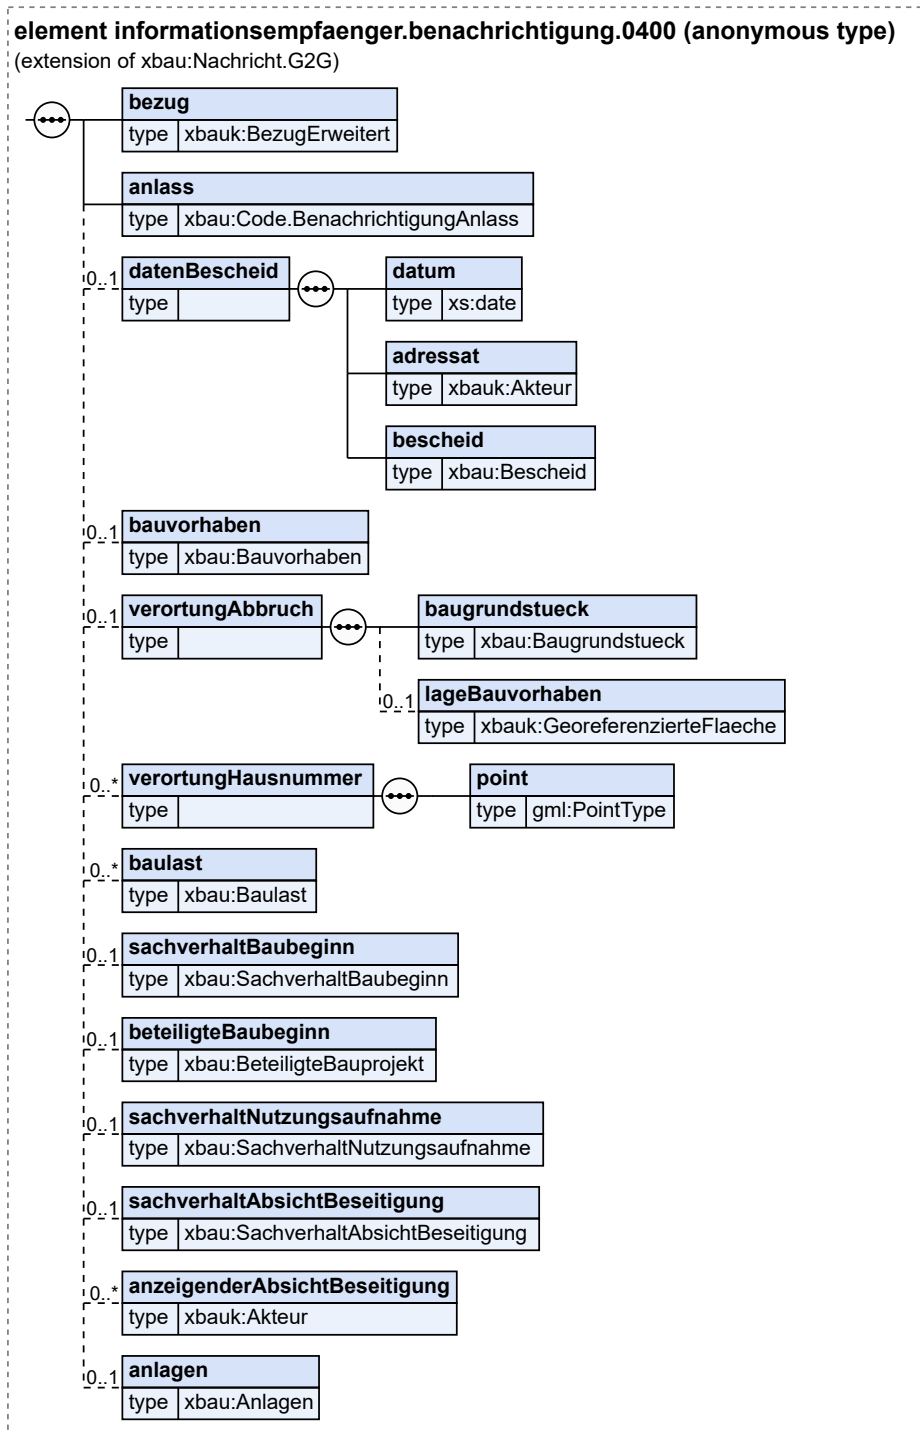 element informationsempfaenger.benachrichtigung.0400 (anonymous type)
(extension of xbau:Nachricht.G2G)
bezug
type xbauk:BezugErweitert
anlass
type xbau:Code.BenachrichtigungAnlass
0..1 datenBescheid
type
datum
type xs:date
adressat
type xbauk:Akteur
bescheid
type xbau:Bescheid
0..1 bauvorhaben
type xbau:Bauvorhaben
0..1 verortungAbbruch
type
baugrundstueck
type xbau:Baugrundstueck
0..1 lageBauvorhaben
type xbauk:GeoreferenzierteFlaeche
0..* verortungHausnummer
type
point
type gml:PointType
0..* baulast
type xbau:Baulast
0..1 sachverhaltBaubeginn
type xbau:SachverhaltBaubeginn
0..1 beteiligteBaubeginn
type xbau:BeteiligteBauprojekt
0..1 sachverhaltNutzungsaufnahme
type xbau:SachverhaltNutzungsaufnahme
0..1 sachverhaltAbsichtBeseitigung
type xbau:SachverhaltAbsichtBeseitigung
0..* anzeigenderAbsichtBeseitigung
type xbauk:Akteur
0..1 anlagen
type xbau:Anlagen